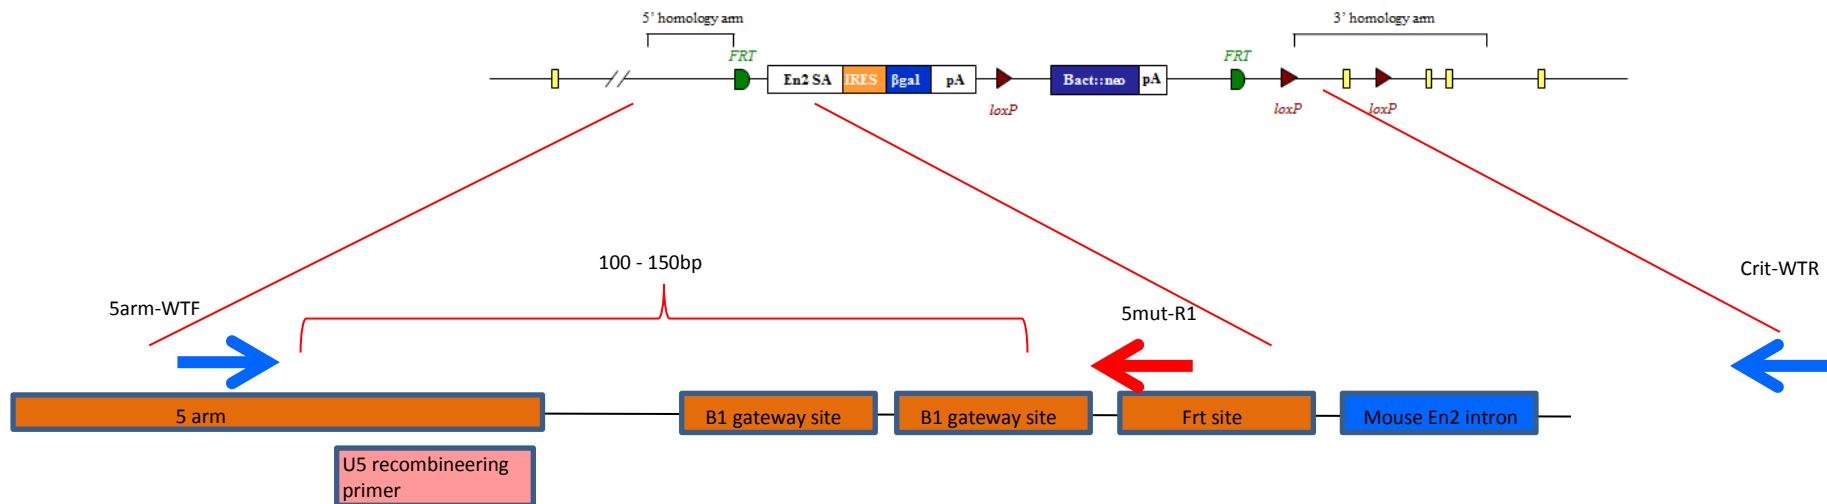 5' homology arm
3' homology arm
FRT
FRT
En2 SA
IRES
βgal
pA
Bact::neo
pA
loxP
loxP
loxP
100 - 150bp
Crit-WTR
5arm-WTF
5mut-R1
5 arm
B1 gateway site
B1 gateway site
Frt site
Mouse En2 intron
U5 recombineering
primer